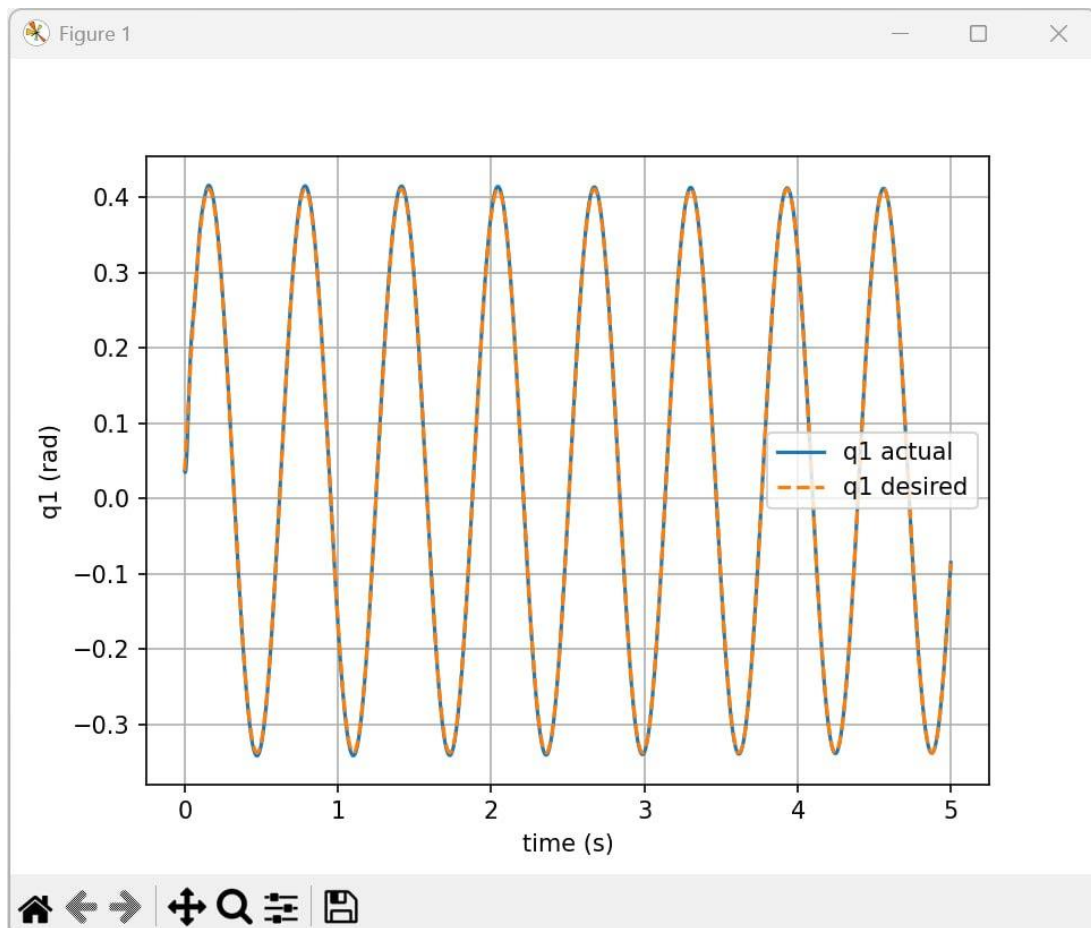 Figure 1
0.4
0.3
0.2
0.1
0.0
−0.1
−0.2
−0.3
q1 (rad)
q1 actual
q1 desired
0 1 2 3 4 5
time (s)